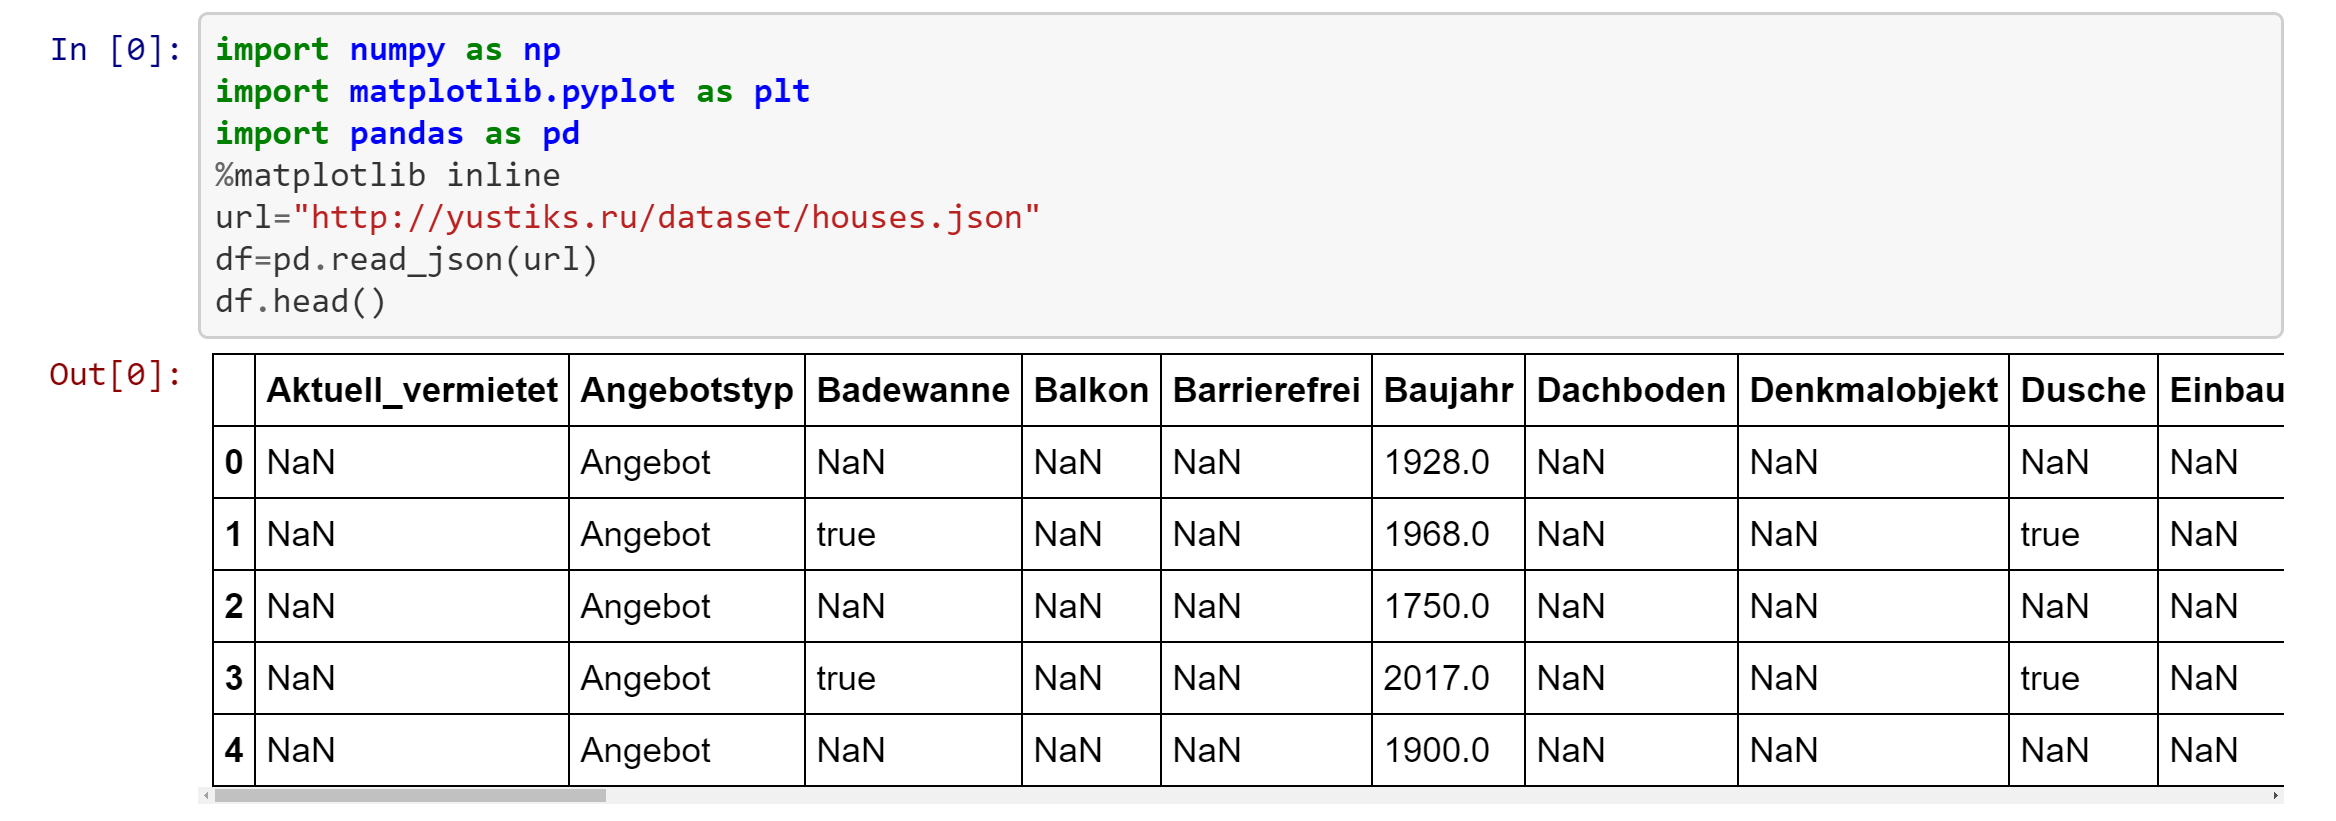 In [0]:
import numpy as np
import matplotlib.pyplot as plt
import pandas as pd
%matplotlib inline
url="http://yustiks.ru/dataset/houses.json"
df=pd.read_json(url)
df.head()
Out[0]:
Aktuell_vermietet Angebotstyp Badewanne Balkon Barrierefrei Baujahr Dachboden Denkmalobjekt Dusche Einbau
0 NaN Angebot NaN NaN NaN 1928.0 NaN NaN NaN NaN
1 NaN Angebot true NaN NaN 1968.0 NaN NaN true NaN
2 NaN Angebot NaN NaN NaN 1750.0 NaN NaN NaN NaN
3 NaN Angebot true NaN NaN 2017.0 NaN NaN true NaN
4 NaN Angebot NaN NaN NaN 1900.0 NaN NaN NaN NaN